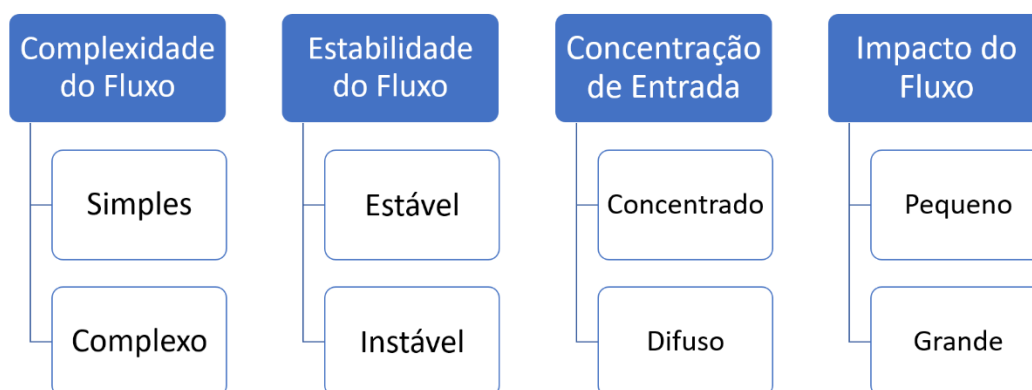 Complexidade
do Fluxo
Simples
Complexo
Estabilidade
do Fluxo
Estável
Instável
Concentração
de Entrada
Concentrado
Difuso
Impacto do
Fluxo
Pequeno
Grande